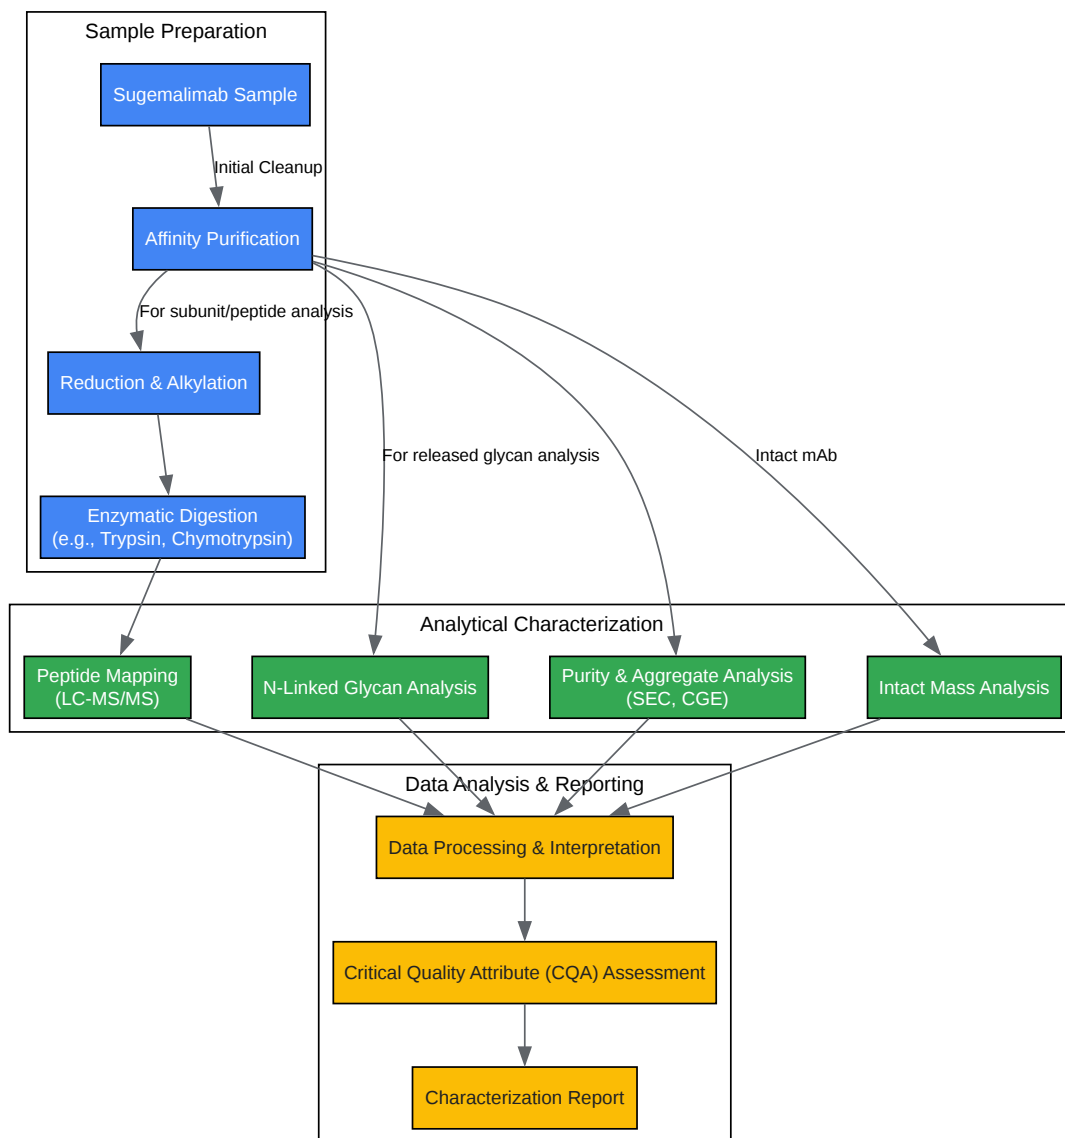 Sample Preparation
Sugemalimab Sample
Initial Cleanup
Affinity Purification
For subunit/peptide analysis
Reduction & Alkylation
For released glycan analysis
Intact mAb
Enzymatic Digestion
(e.g., Trypsin, Chymotrypsin)
Analytical Characterization
Peptide Mapping
(LC-MS/MS)
N-Linked Glycan Analysis
Purity & Aggregate Analysis
(SEC, CGE)
Intact Mass Analysis
Data Analysis & Reporting
Data Processing & Interpretation
Critical Quality Attribute (CQA) Assessment
Characterization Report